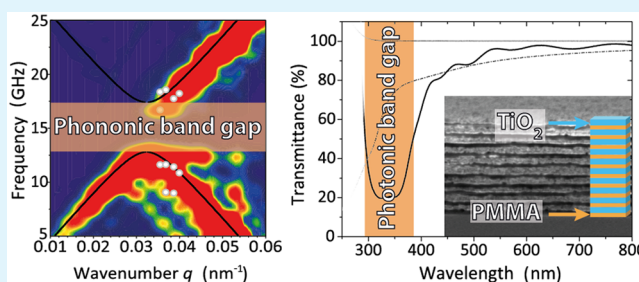 25
20
15
10
5
Frequency (GHz)
Phononic band gap
0.01 0.02 0.03 0.04 0.05 0.06
Wavenumber q (nm⁻¹)
100
80
60
40
20
0
Transmittance (%)
Photonic band gap
TiO₂
PMMA
300 400 500 600 700 800
Wavelength (nm)